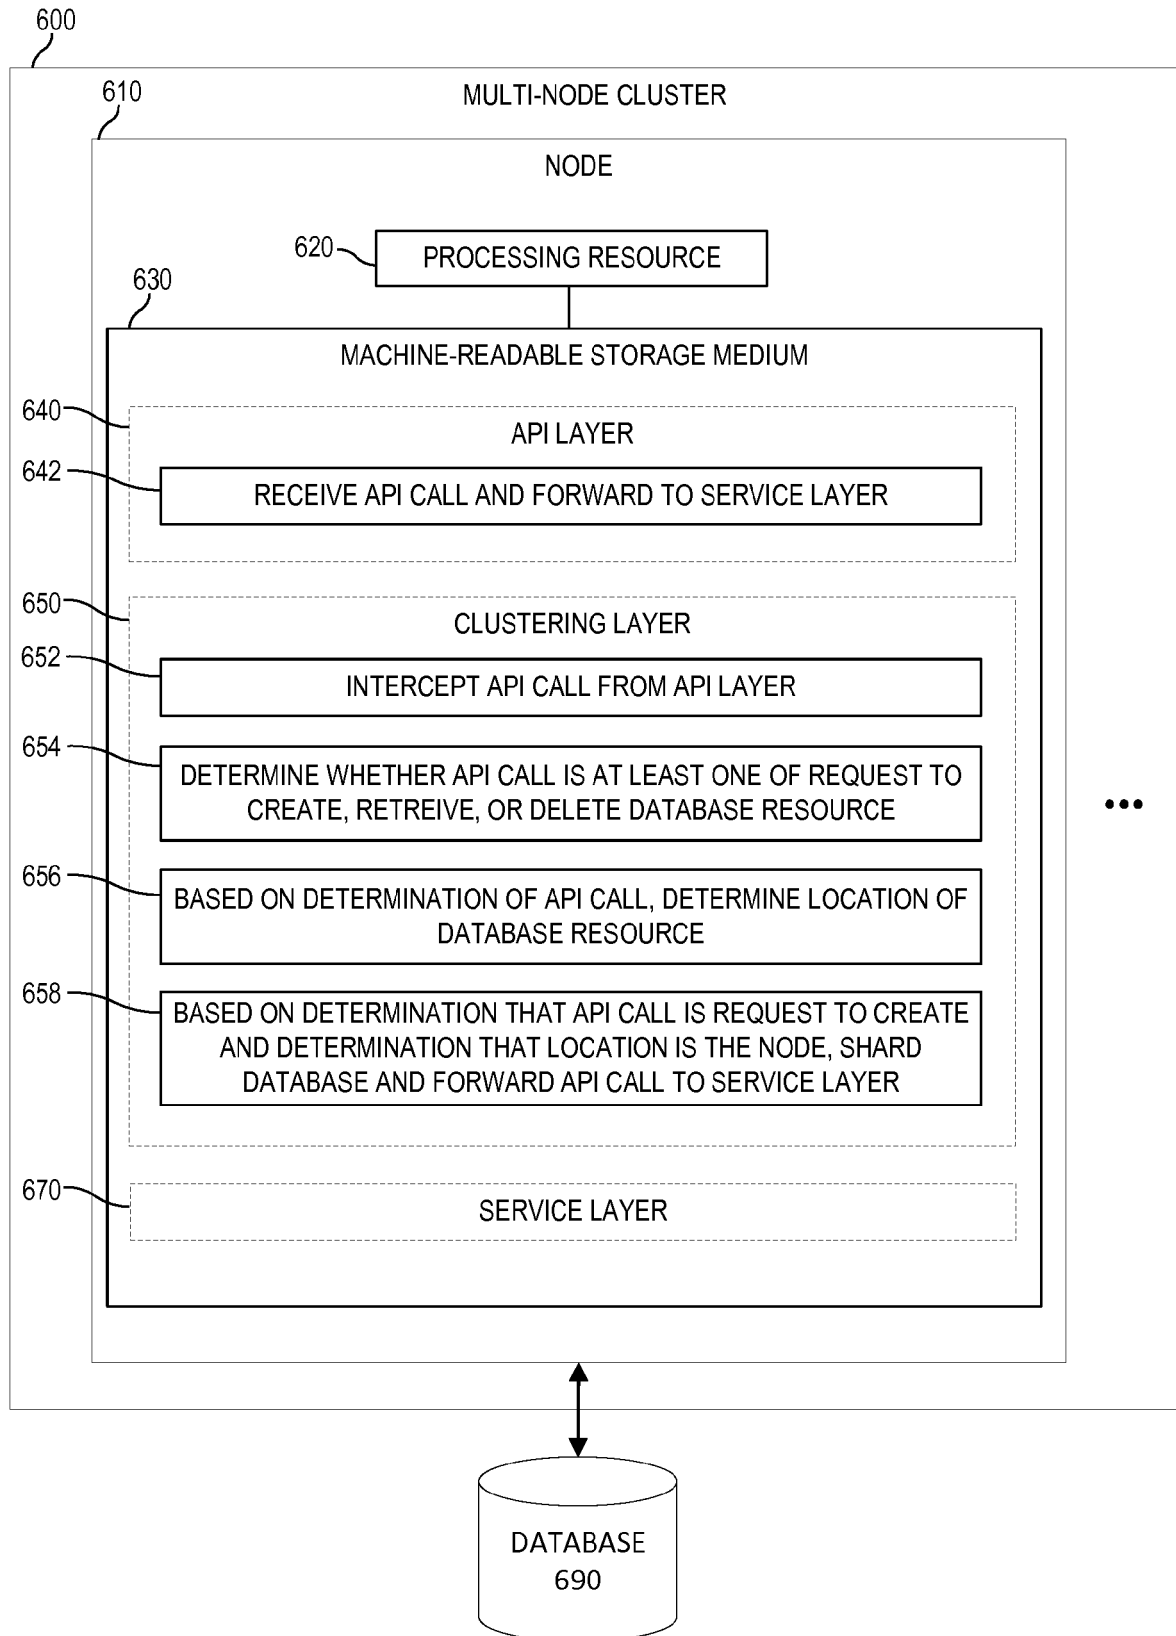 600
MULTI-NODE CLUSTER
610
NODE
620
PROCESSING RESOURCE
630
MACHINE-READABLE STORAGE MEDIUM
640
API LAYER
642
RECEIVE API CALL AND FORWARD TO SERVICE LAYER
650
CLUSTERING LAYER
652
INTERCEPT API CALL FROM API LAYER
654
DETERMINE WHETHER API CALL IS AT LEAST ONE OF REQUEST TO
CREATE, RETREIVE, OR DELETE DATABASE RESOURCE
•••
656
BASED ON DETERMINATION OF API CALL, DETERMINE LOCATION OF
DATABASE RESOURCE
658
BASED ON DETERMINATION THAT API CALL IS REQUEST TO CREATE
AND DETERMINATION THAT LOCATION IS THE NODE, SHARD
DATABASE AND FORWARD API CALL TO SERVICE LAYER
670
SERVICE LAYER
DATABASE
690